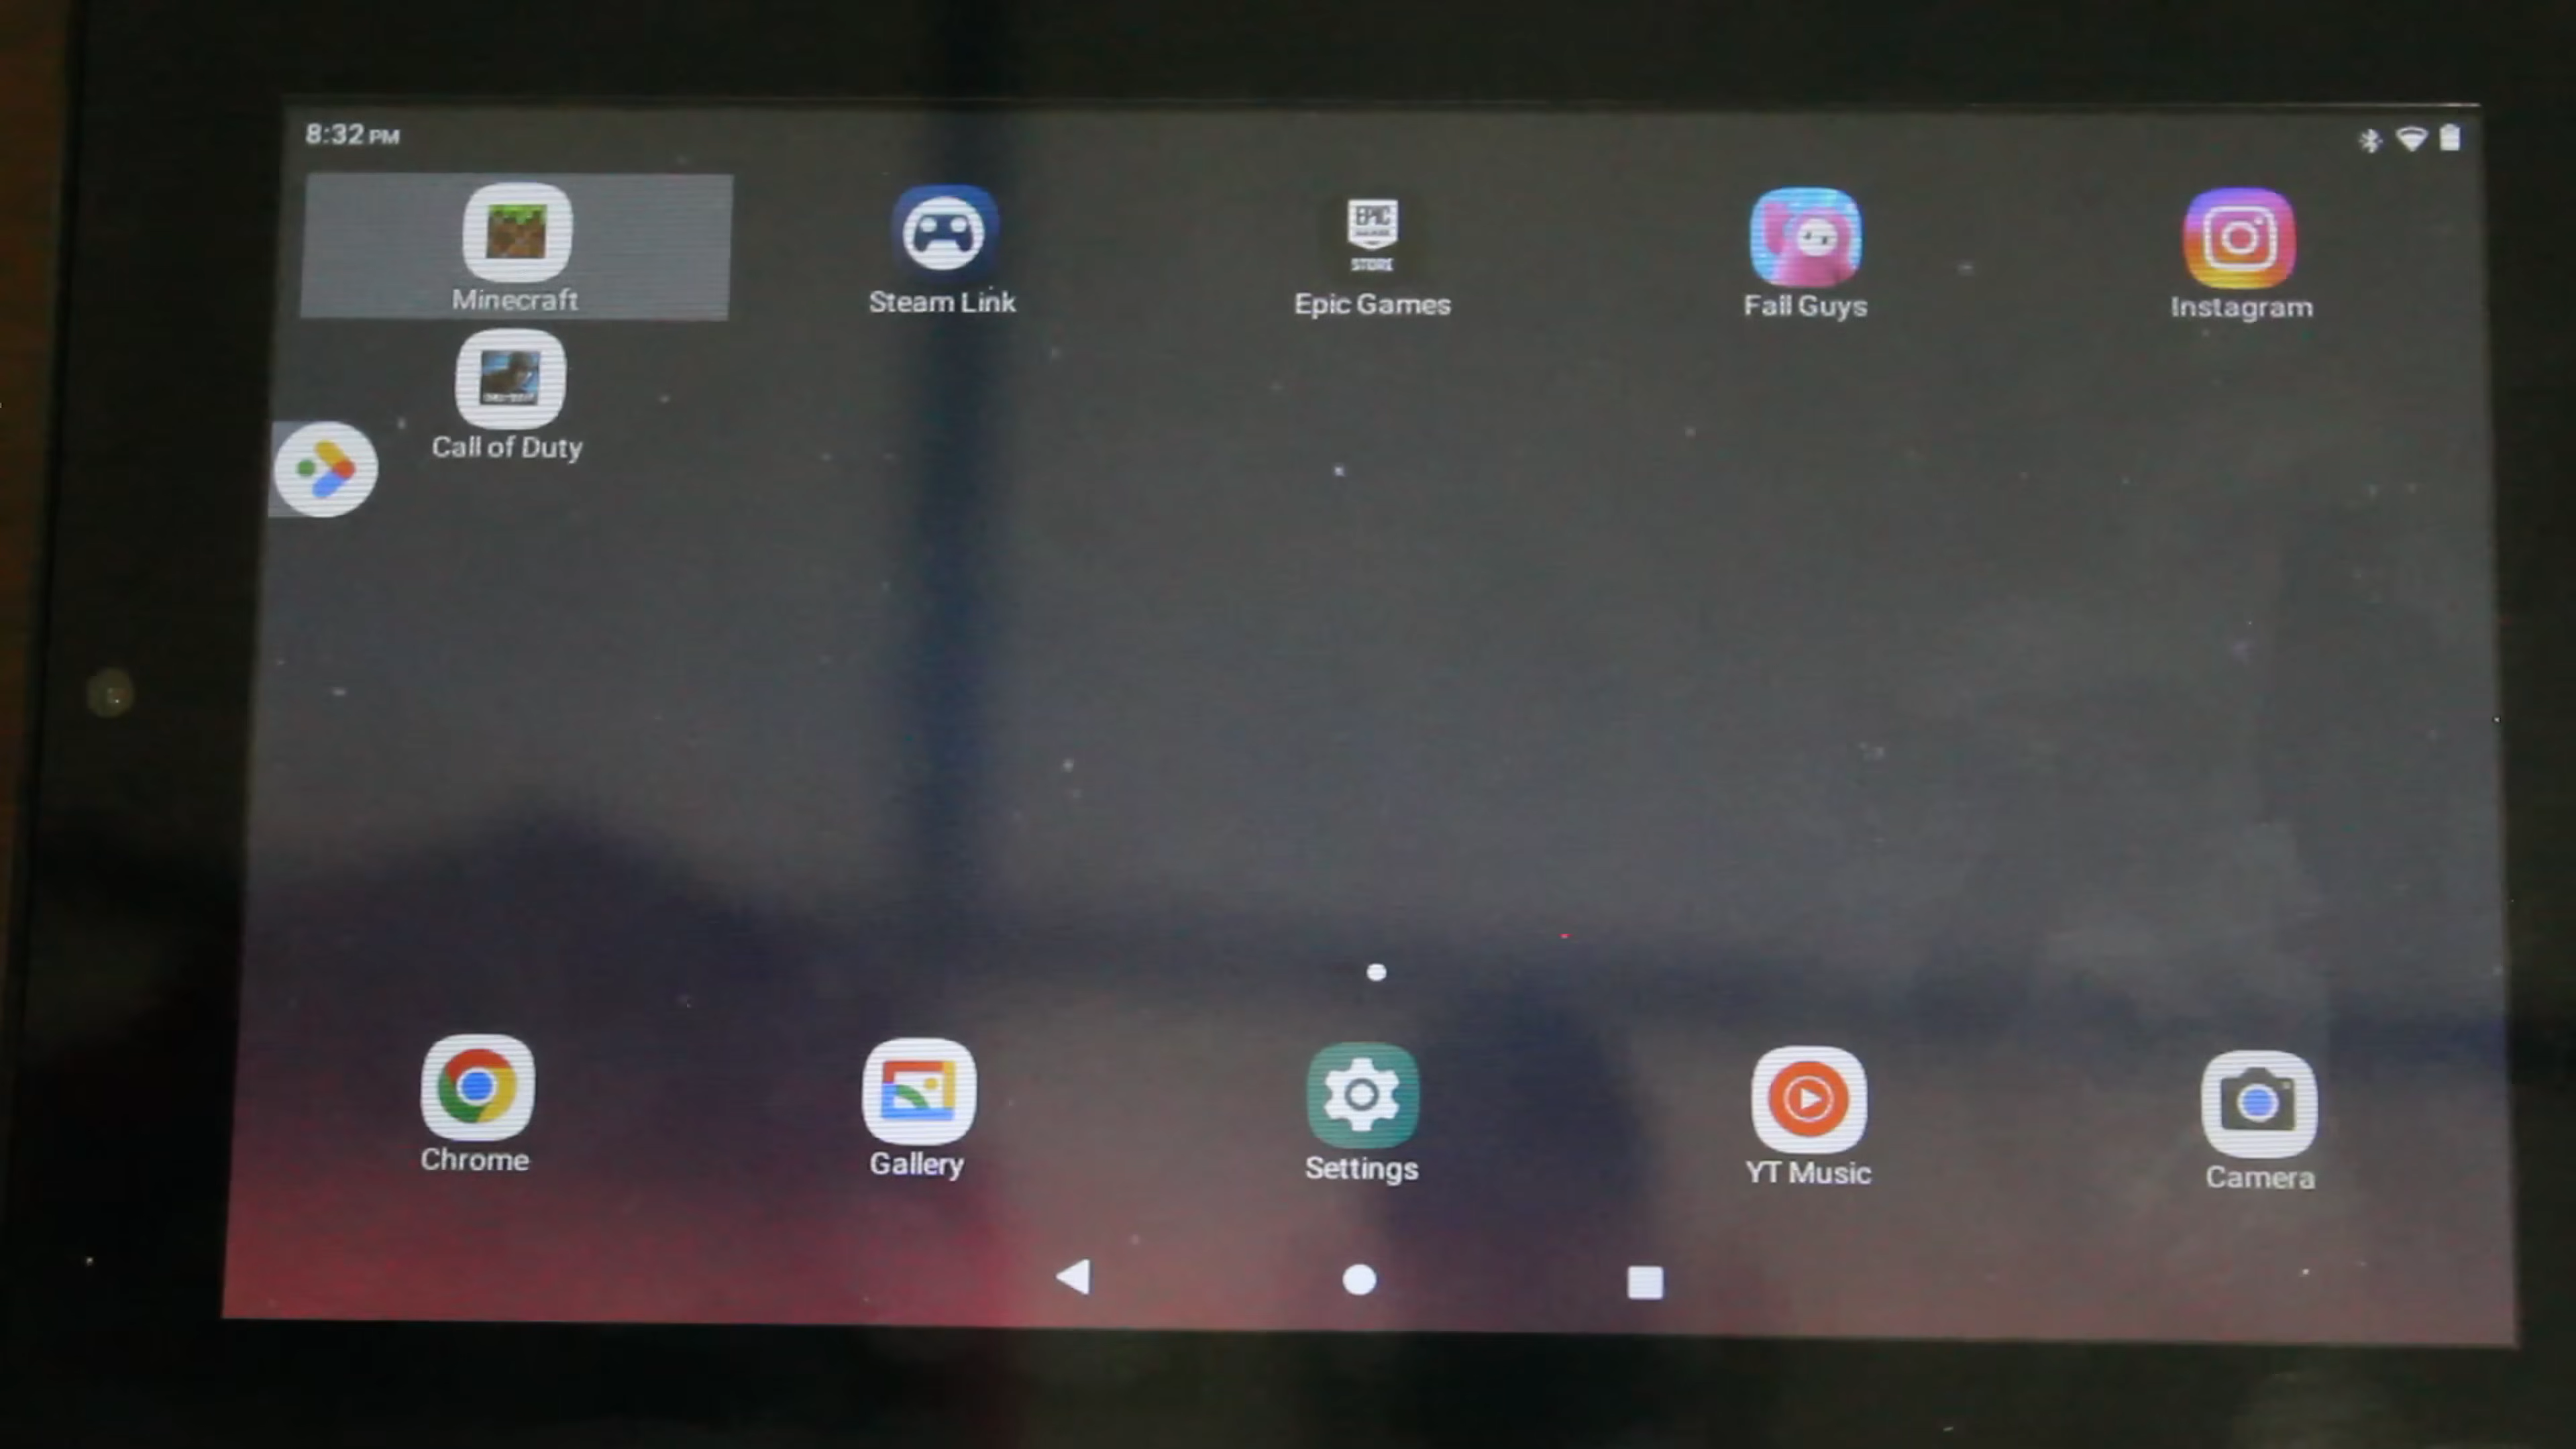 8:32 PM
Minecraft
Steam Link
EPIC
STORE
Epic Games
Fall Guys
Instagram
Call of Duty
Chrome
Gallery
Settings
YT Music
Camera